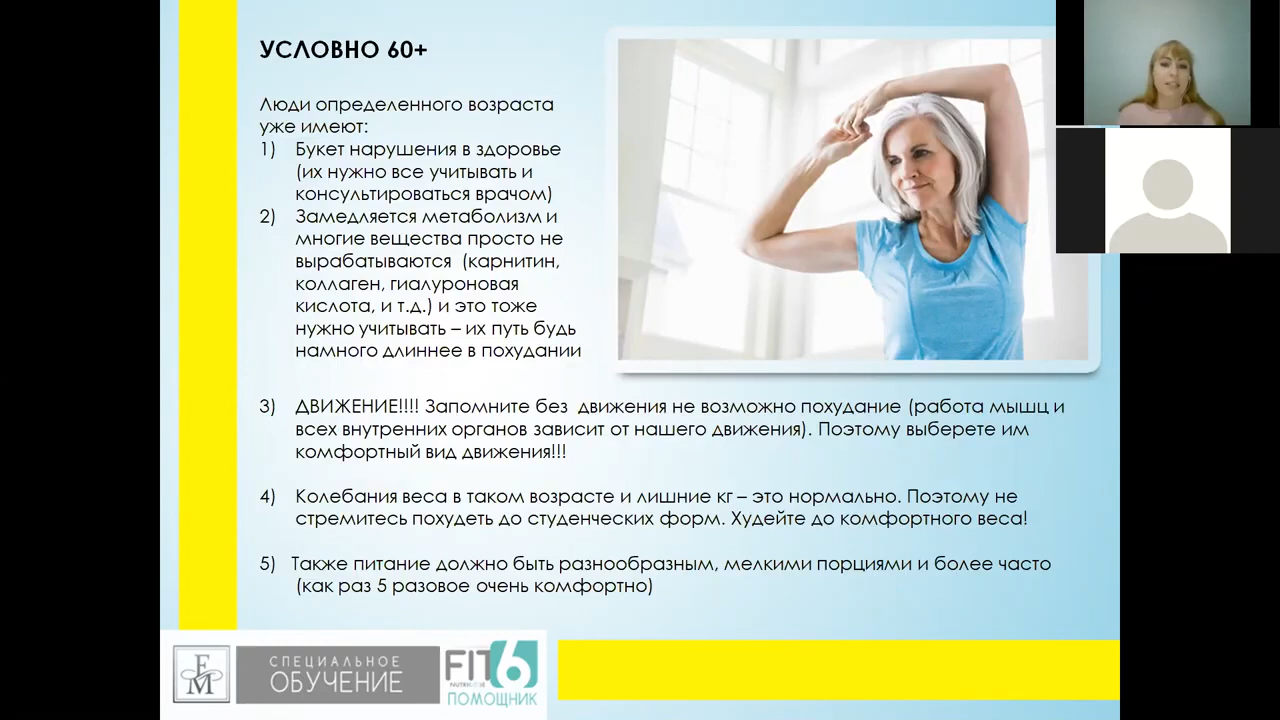 УСЛОВНО 60+
Люди определенного возраста
уже имеют:
1) Букет нарушения в здоровье
(их нужно все учитывать и
консультироваться врачом)
2) Замедляется метаболизм и
многие вещества просто не
вырабатываются (карнитин,
коллаген, гиалуроновая
кислота, и т.д.) и это тоже
нужно учитывать – их путь будь
намного длиннее в похудании
3) ДВИЖЕНИЕ!!!! Запомните без движения не возможно похудание (работа мышц и
всех внутренних органов зависит от нашего движения). Поэтому выберете им
комфортный вид движения!!!
4) Колебания веса в таком возрасте и лишние кг – это нормально. Поэтому не
стремитесь похудеть до студенческих форм. Худейте до комфортного веса!
5) Также питание должно быть разнообразным, мелкими порциями и более часто
(как раз 5 разовое очень комфортно)
FM
СПЕЦИАЛЬНОЕ
ОБУЧЕНИЕ
FIT6
ПОМОЩНИК